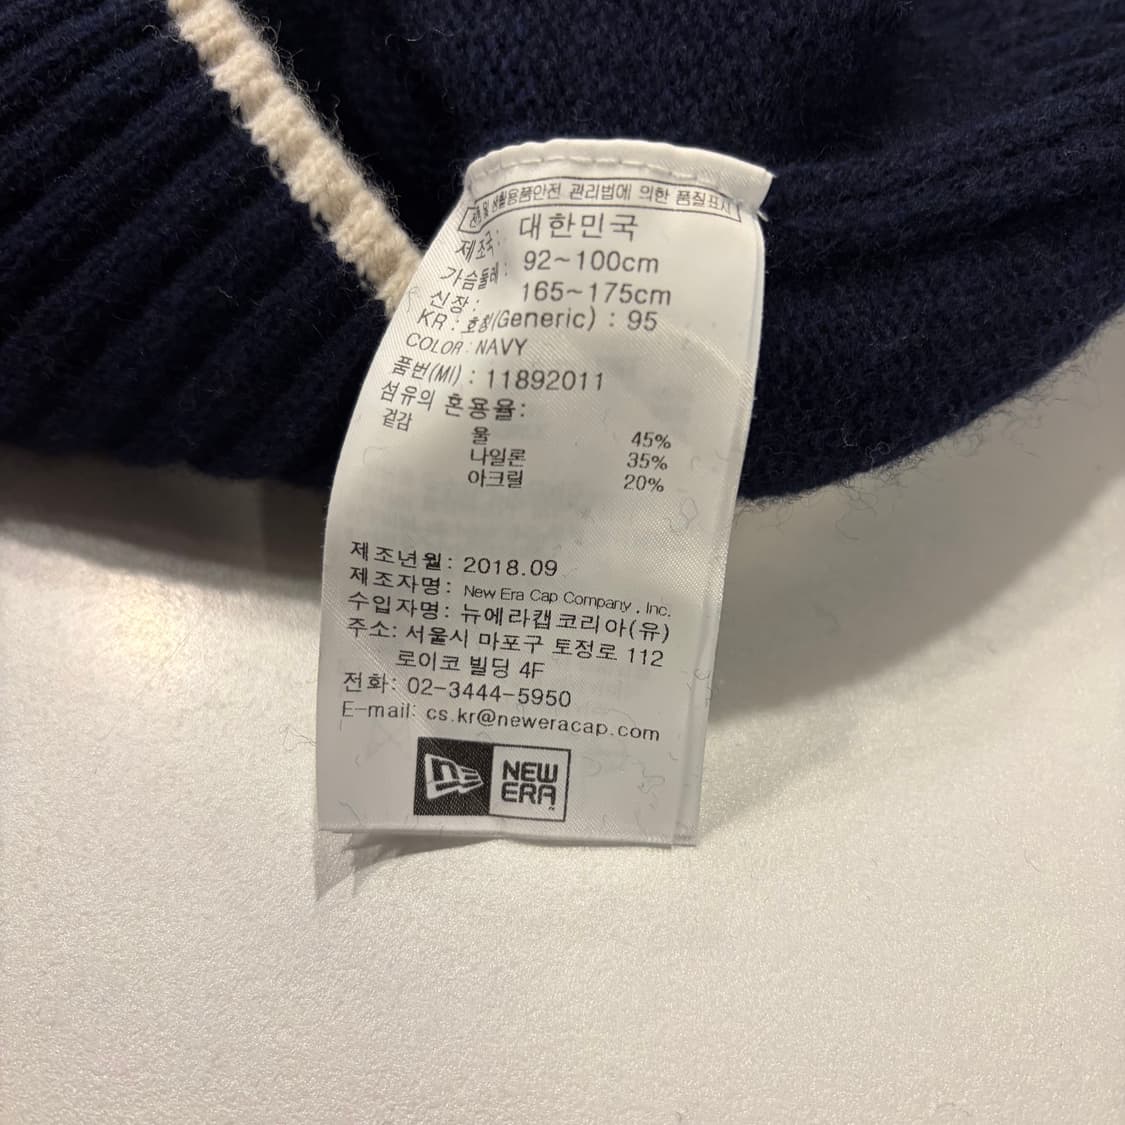 전기 및 생활용품안전 관리법에 의한 품질표시
제조국: 대한민국
가슴둘레: 92~100cm
신장: 165~175cm
KR : 호칭(Generic) : 95
COLOR : NAVY
품번(MI) : 11892011
섬유의 혼용율:
겉감
울 45%
나일론 35%
아크릴 20%
제조년월: 2018.09
제조자명: New Era Cap Company, Inc.
수입자명: 뉴에라캡코리아(유)
주소: 서울시 마포구 토정로 112
로이코 빌딩 4F
전화: 02-3444-5950
E-mail: cs.kr@neweracap.com
NEW
ERA